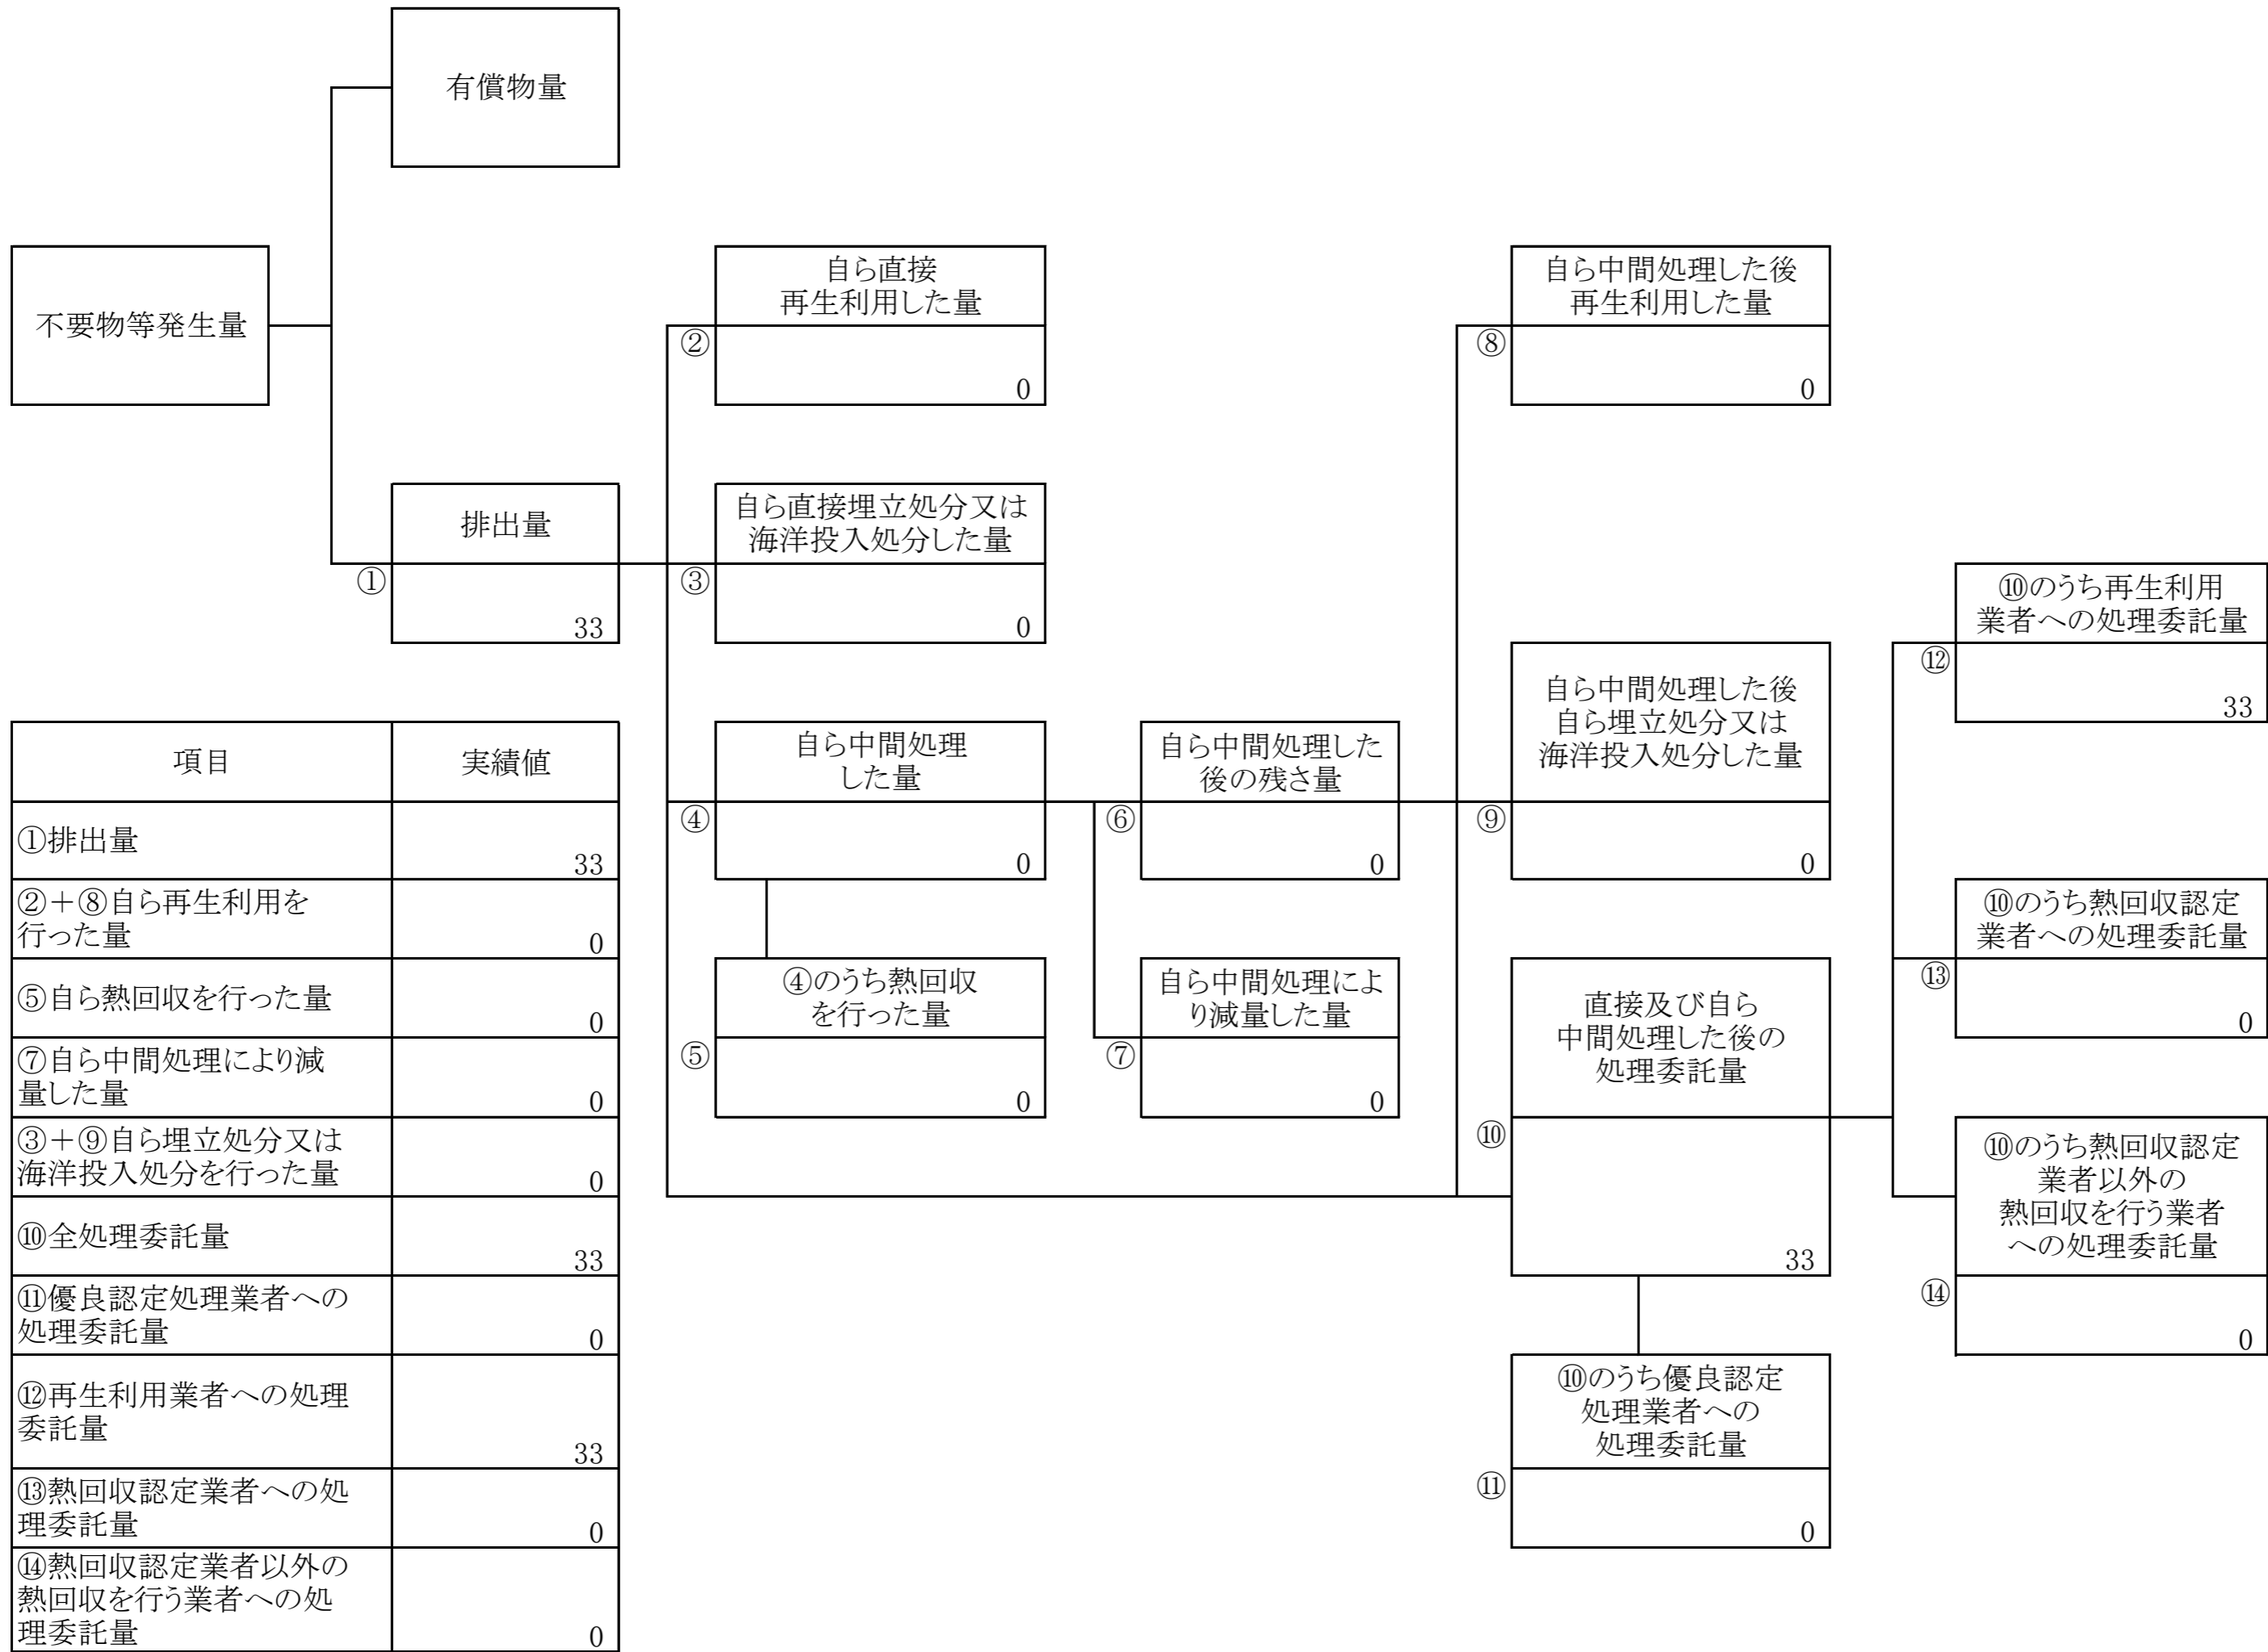 有償物量
不要物等発生量
自ら直接
再生利用した量
②
0
自ら中間処理した後
再生利用した量
⑧
0
排出量
①
33
自ら直接埋立処分又は
海洋投入処分した量
③
0
⑩のうち再生利用
業者への処理委託量
⑫
33
自ら中間処理
した量
④
0
自ら中間処理した
後の残さ量
⑥
0
自ら中間処理した後
自ら埋立処分又は
海洋投入処分した量
⑨
0
⑩のうち熱回収認定
業者への処理委託量
⑬
0
④のうち熱回収
を行った量
⑤
0
自ら中間処理によ
り減量した量
⑦
0
直接及び自ら
中間処理した後の
処理委託量
⑩
33
⑩のうち熱回収認定
業者以外の
熱回収を行う業者
への処理委託量
⑭
0
⑩のうち優良認定
処理業者への
処理委託量
⑪
0
項目 実績値
①排出量
33
②＋⑧自ら再生利用を
行った量 0
⑤自ら熱回収を行った量
0
⑦自ら中間処理により減
量した量 0
③＋⑨自ら埋立処分又は
海洋投入処分を行った量 0
⑩全処理委託量
33
⑪優良認定処理業者への
処理委託量 0
⑫再生利用業者への処理
委託量
33
⑬熱回収認定業者への処
理委託量 0
⑭熱回収認定業者以外の
熱回収を行う業者への処
理委託量 0